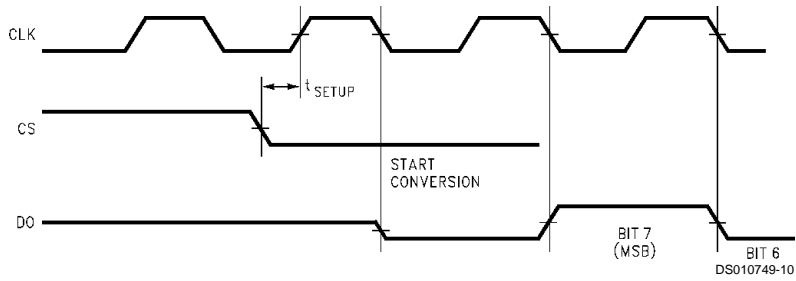 CLK
t SETUP
CS
START
CONVERSION
DO
BIT 7
(MSB)
BIT 6
DS010749-10